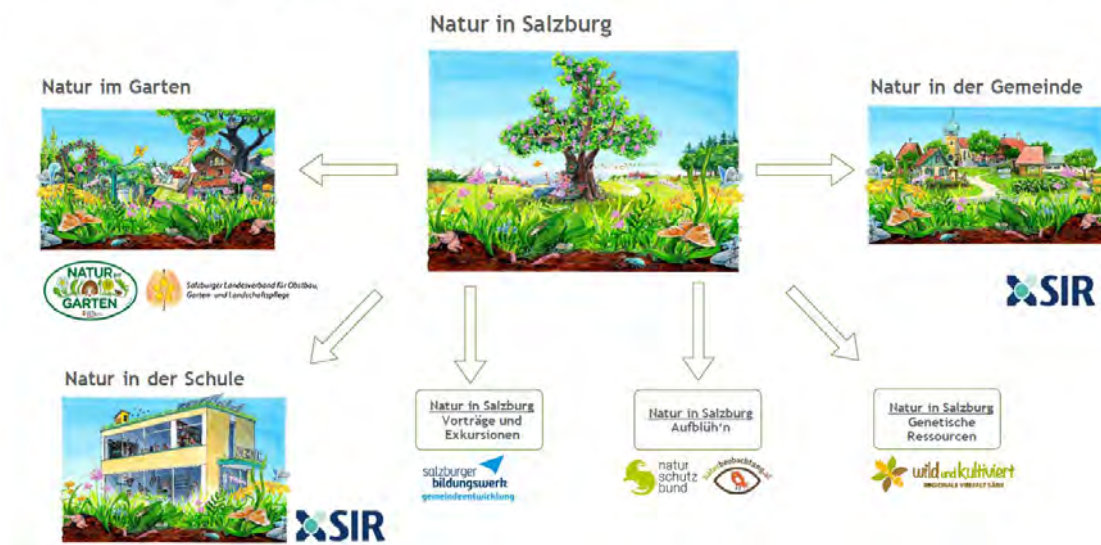 Natur in Salzburg
Natur im Garten
Natur in der Gemeinde
NATUR IM
GARTEN
Salzburger Landesverband für Obstbau,
Garten- und Landschaftspflege
SIR
Natur in der Schule
Natur in Salzburg
Vorträge und
Exkursionen
Natur in Salzburg
Aufblüh'n
Natur in Salzburg
Genetische
Ressourcen
salzburger
bildungswerk
gemeindeentwicklung
natur
schutz
bund
naturbeobachtung.at
wild und kultiviert
REGIONALE VIELFALT SÄEN
SIR